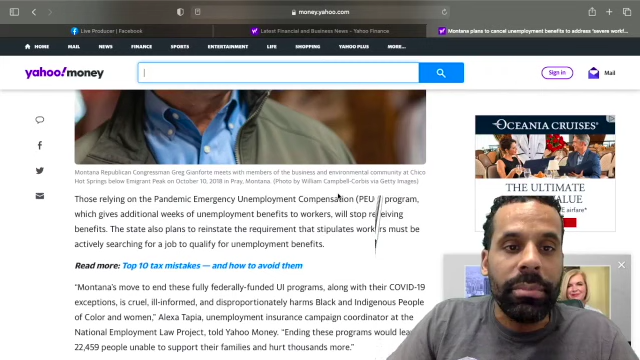 money.yahoo.com
Live Producer | Facebook
Latest Financial and Business News - Yahoo Finance
Montana plans to cancel unemployment benefits to address "severe workf...
HOME MAIL NEWS FINANCE SPORTS ENTERTAINMENT LIFE SHOPPING YAHOO PLUS MORE...
yahoo!money
Sign in
Mail
Montana Republican Congressman Greg Gianforte meets with members of the business and environmental community at Chico
Hot Springs below Emigrant Peak on October 10, 2018 in Pray, Montana. (Photo by William Campbell-Corbis via Getty Images)
Those relying on the Pandemic Emergency Unemployment Compensation (PEU program,
which gives additional weeks of unemployment benefits to workers, will stop receiving
benefits. The state also plans to reinstate the requirement that stipulates workers must be
actively searching for a job to qualify for unemployment benefits.
Read more: Top 10 tax mistakes — and how to avoid them
"Montana's move to end these fully federally-funded UI programs, along with their COVID-19
exceptions, is cruel, ill-informed, and disproportionately harms Black and Indigenous People
of Color and women," Alexa Tapia, unemployment insurance campaign coordinator at the
National Employment Law Project, told Yahoo Money. "Ending these programs would lea
22,459 people unable to support their families and hurt thousands more."
OCEANIA CRUISES
THE ULTIMATE
airfare*